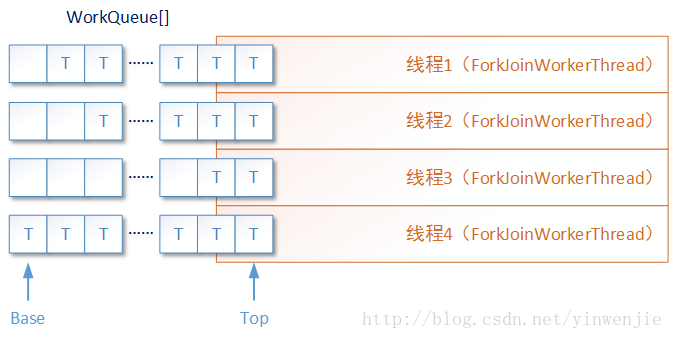 WorkQueue[]
T T ...... T T T 线程1（ForkJoinWorkerThread）
T ...... T T T 线程2（ForkJoinWorkerThread）
...... T T 线程3（ForkJoinWorkerThread）
T T T ...... T T T 线程4（ForkJoinWorkerThread）
Base Top http://blog.csdn.net/yinwenjie